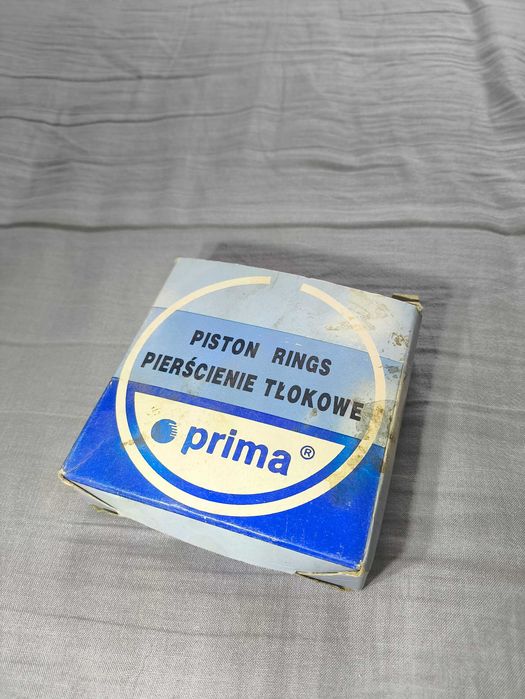 PISTON RINGS
PIERŚCIENIE TŁOKOWE
prima ®